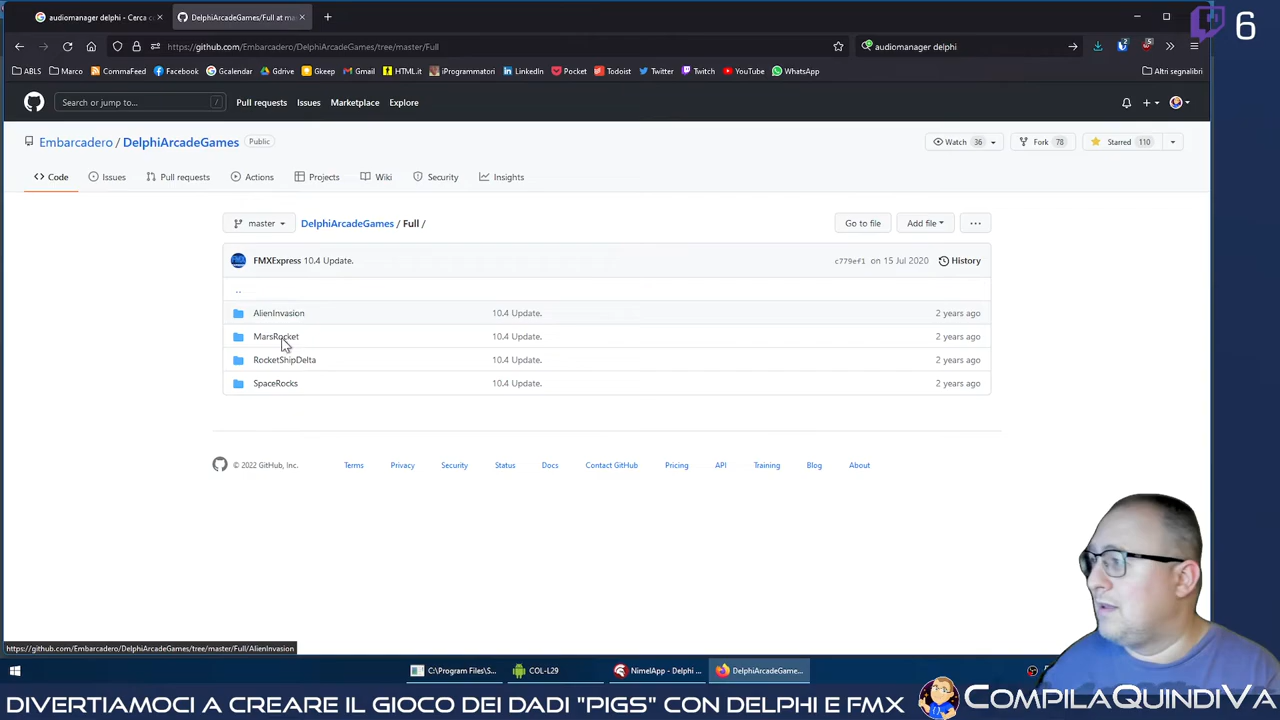 audiomanager delphi - Cerca c
DelphiArcadeGames/Full at ma
6
https://github.com/Embarcadero/DelphiArcadeGames/tree/master/Full
audiomanager delphi
ABLS Marco CommaFeed Facebook Gcalendar Gdrive Gkeep Gmail HTML.it iProgrammatori LinkedIn Pocket Todoist Twitter Twitch YouTube WhatsApp Altri segnalibri
Search or jump to... / Pull requests Issues Marketplace Explore
Embarcadero / DelphiArcadeGames Public
Watch 36 Fork 78 Starred 110
Code Issues Pull requests Actions Projects Wiki Security Insights
master DelphiArcadeGames / Full / Go to file Add file ...
FMXExpress 10.4 Update. c779ef1 on 15 Jul 2020 History
..
AlienInvasion 10.4 Update. 2 years ago
MarsRocket 10.4 Update. 2 years ago
RocketShipDelta 10.4 Update. 2 years ago
SpaceRocks 10.4 Update. 2 years ago
© 2022 GitHub, Inc. Terms Privacy Security Status Docs Contact GitHub Pricing API Training Blog About
https://github.com/Embarcadero/DelphiArcadeGames/tree/master/Full/AlienInvasion
C:\Program Files\S... COL-L29 NimelApp - Delphi ... DelphiArcadeGame...
DIVERTIAMOCI A CREARE IL GIOCO DEI DADI "PIGS" CON DELPHI E FMX CompilaQuindiVa